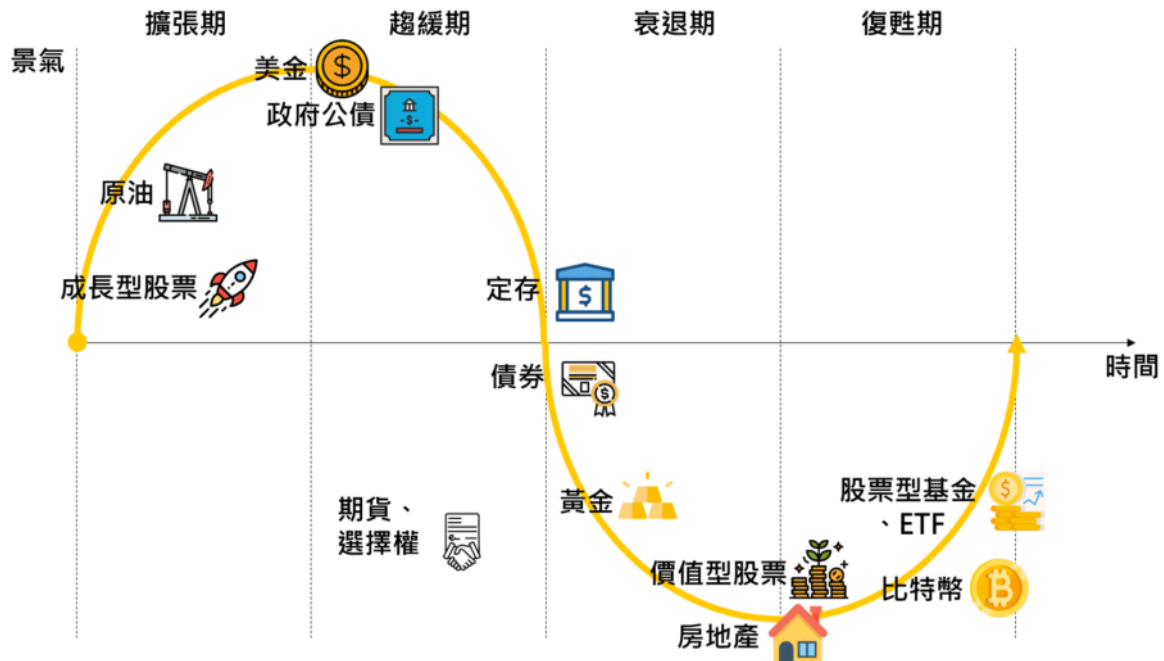 擴張期
趨緩期
衰退期
復甦期
景氣
美金
政府公債
原油
成長型股票
定存
時間
債券
期貨、
選擇權
黃金
股票型基金
、ETF
價值型股票
比特幣
房地產